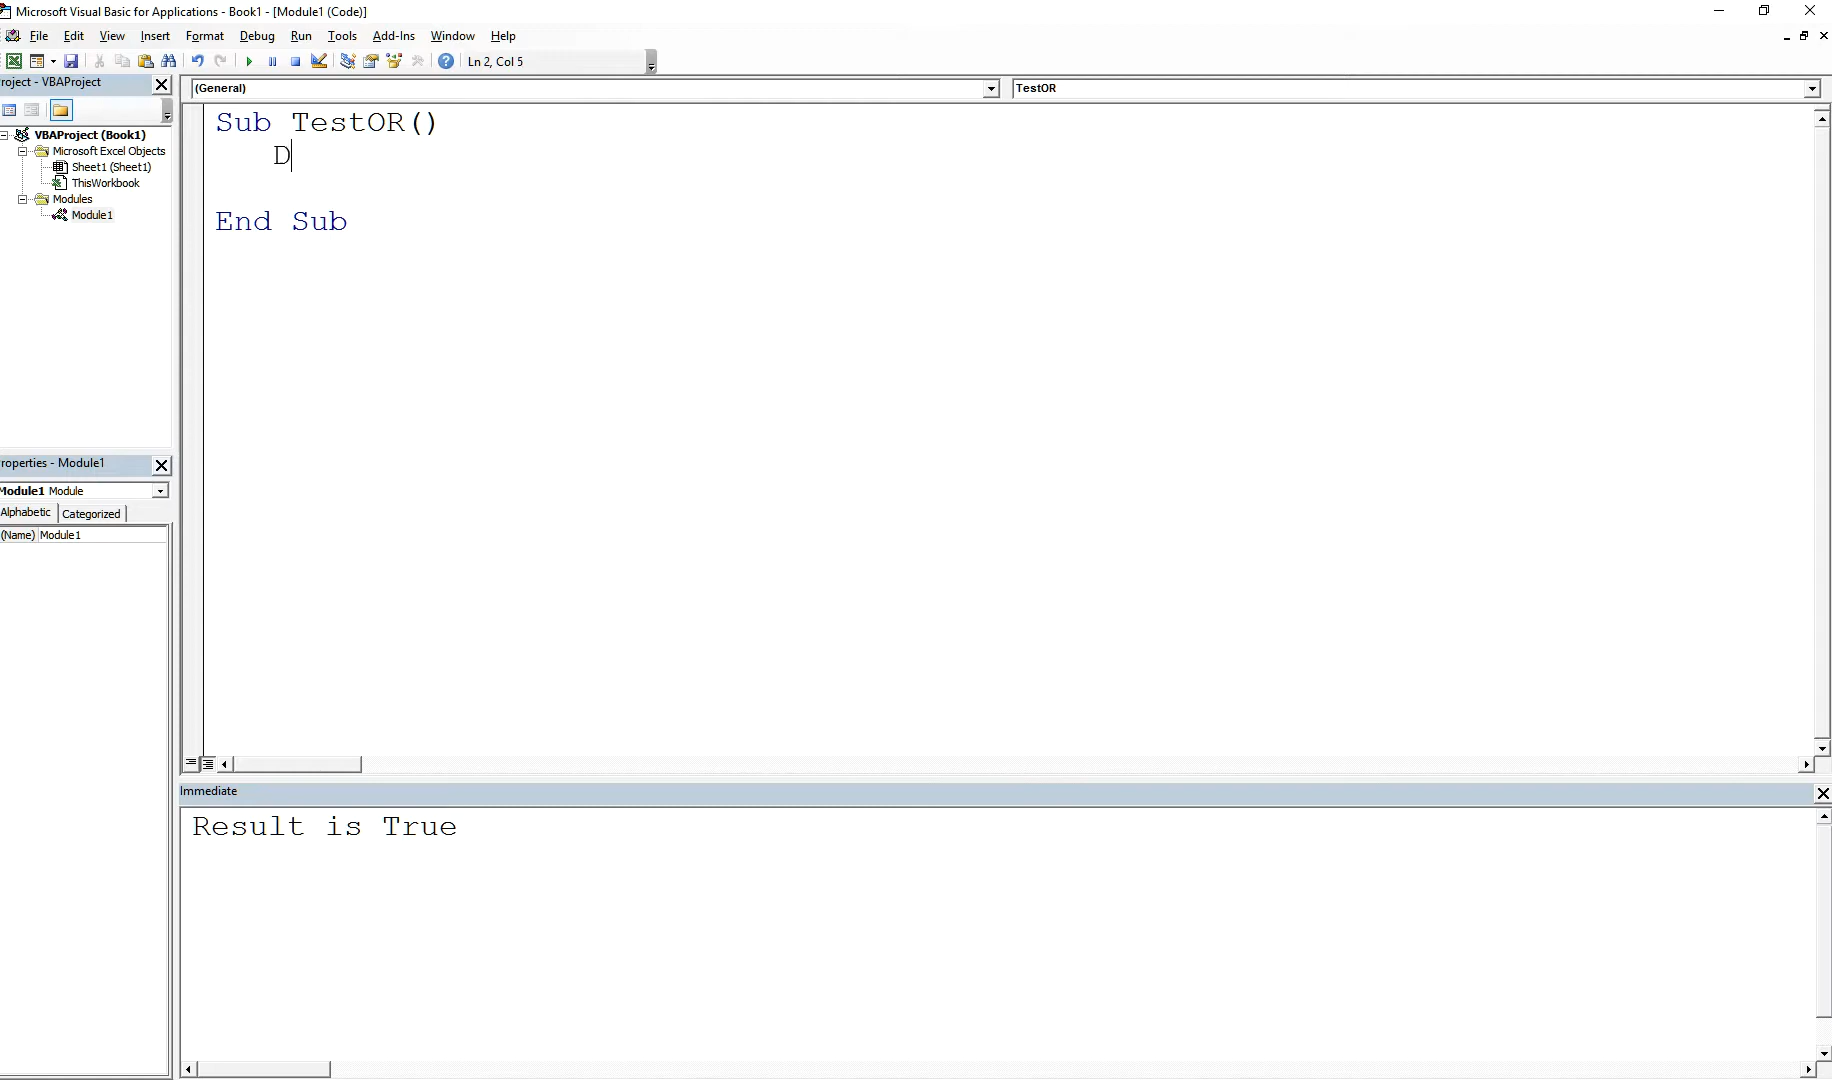 Microsoft Visual Basic for Applications - Book1 - [Module1 (Code)]
File Edit View Insert Format Debug Run Tools Add-Ins Window Help
Ln 2, Col 5
roject - VBAProject
(General) TestOR
VBAProject (Book1)
Microsoft Excel Objects
Sheet1 (Sheet1)
ThisWorkbook
Modules
Module1
Sub TestOR()
D
End Sub
roperties - Module1
Module1 Module
Alphabetic Categorized
(Name) Module1
Immediate
Result is True